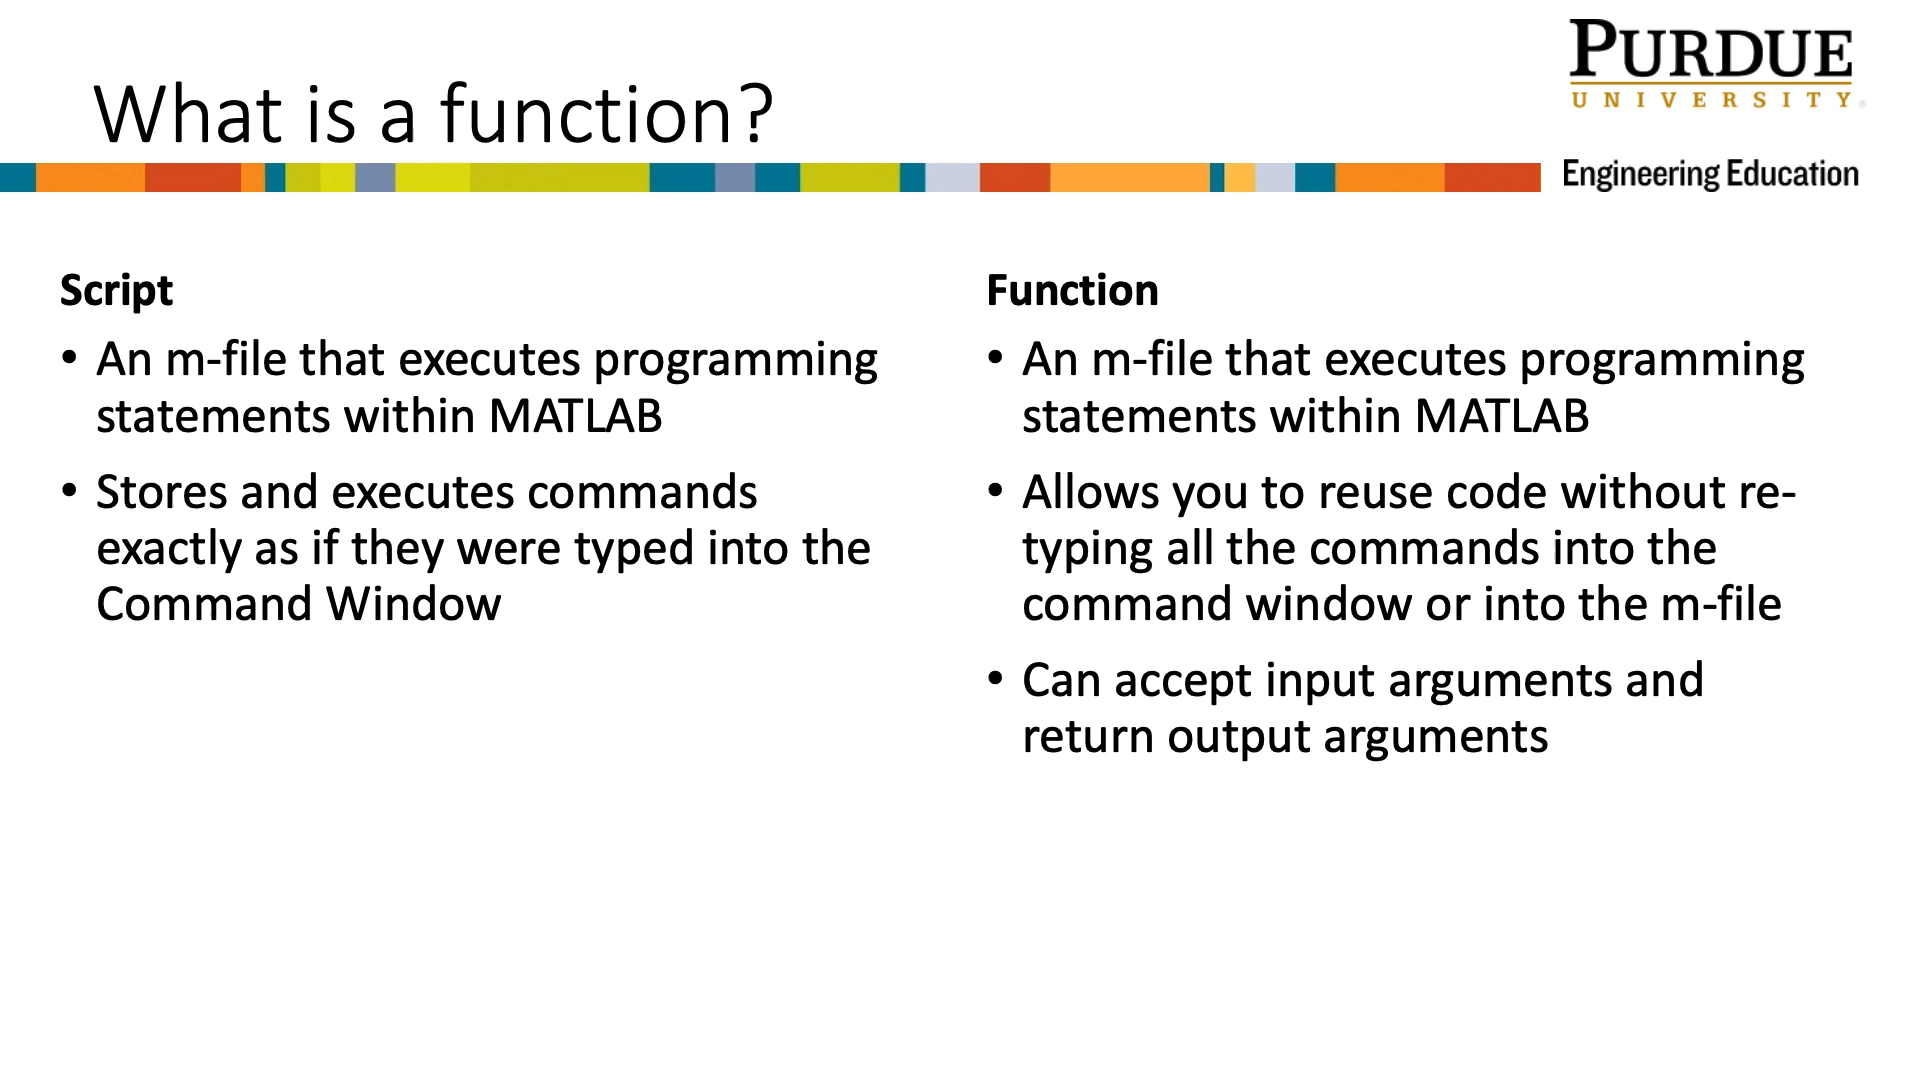 What is a function?
PURDUE
UNIVERSITY®
Engineering Education
Script
• An m-file that executes programming
statements within MATLAB
• Stores and executes commands
exactly as if they were typed into the
Command Window
Function
• An m-file that executes programming
statements within MATLAB
• Allows you to reuse code without re-
typing all the commands into the
command window or into the m-file
• Can accept input arguments and
return output arguments